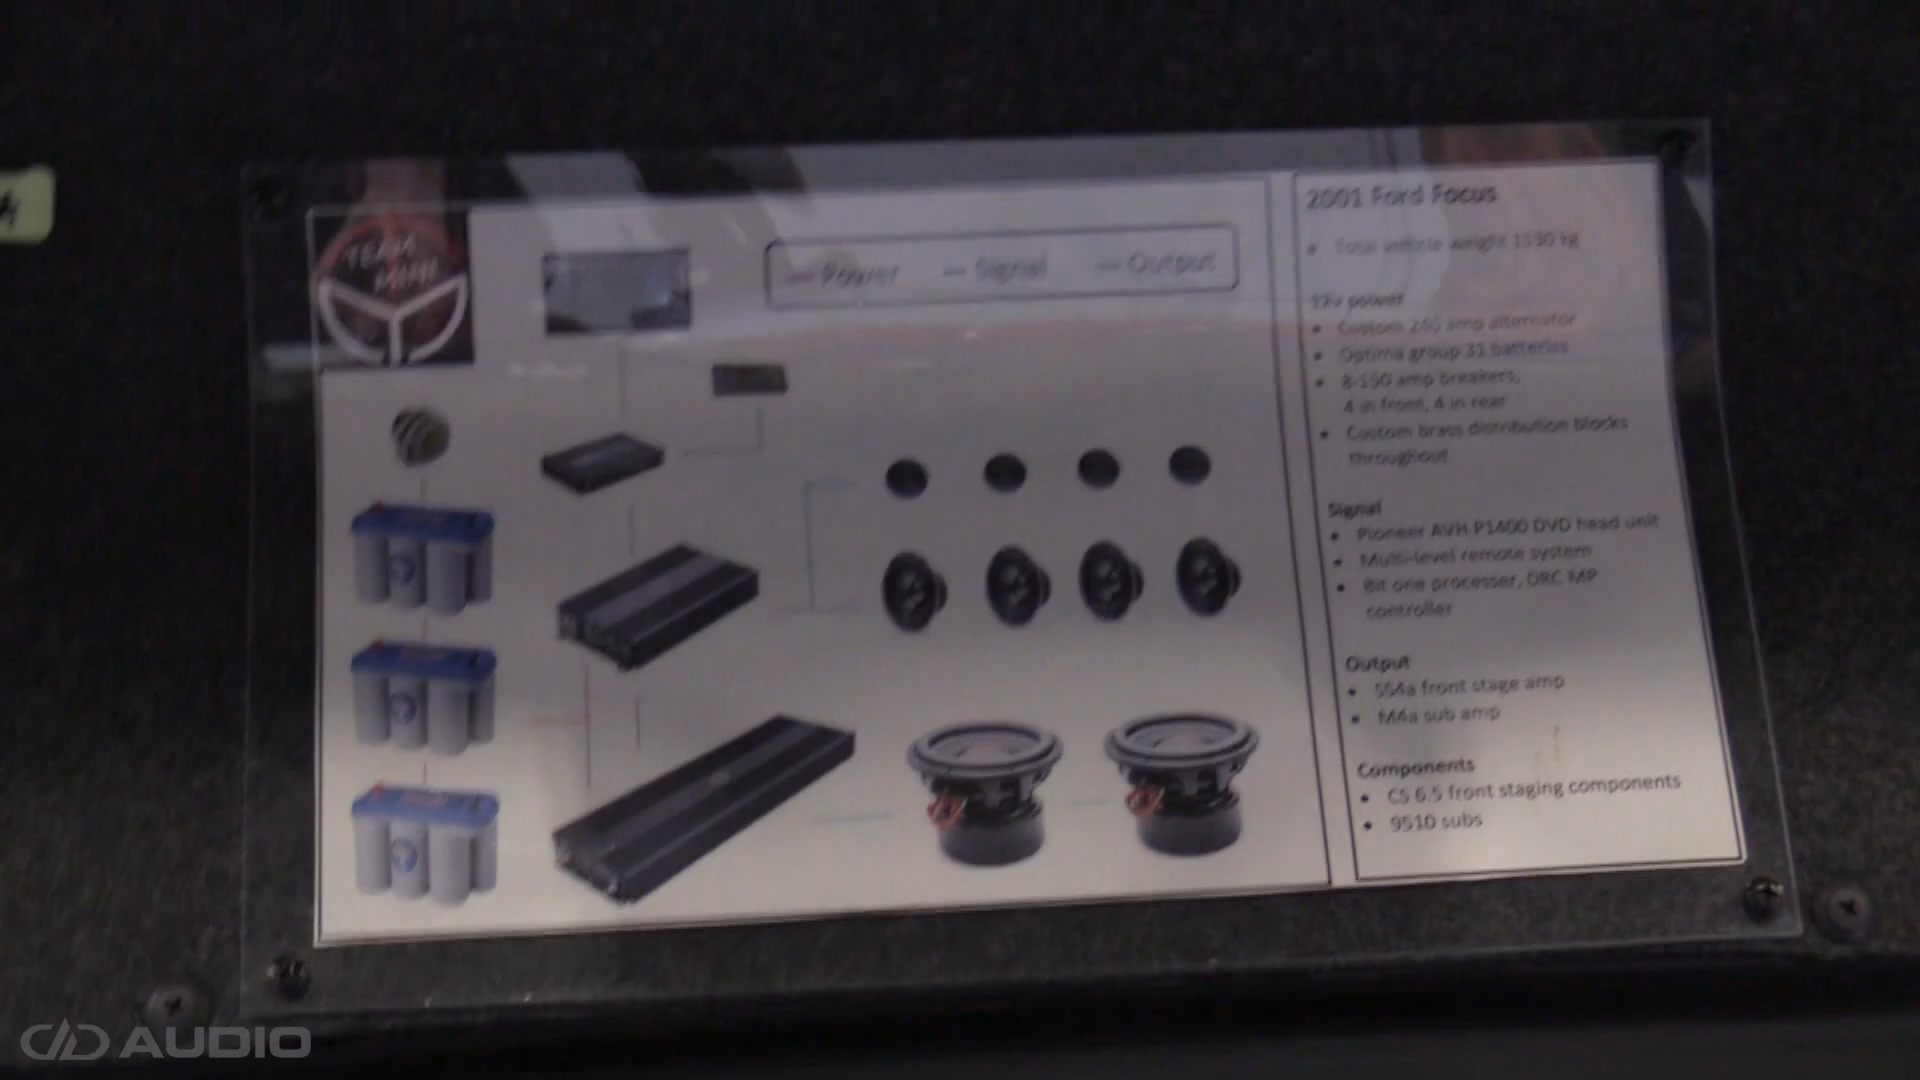 TEAM
Power — Signal — Output
2001 Ford Focus
Total vehicle weight 1530 kg
12v power
Custom 240 amp alternator
Optima group 31 batteries
8-150 amp breakers,
4 in front, 4 in rear
Custom brass distribution blocks
throughout
Signal
Pioneer AVH P1400 DVD head unit
Multi-level remote system
Bit one processer, DRC MP
controller
Output
SS4a front stage amp
M4a sub amp
Components
CS 6.5 front staging components
9510 subs
AUDIO